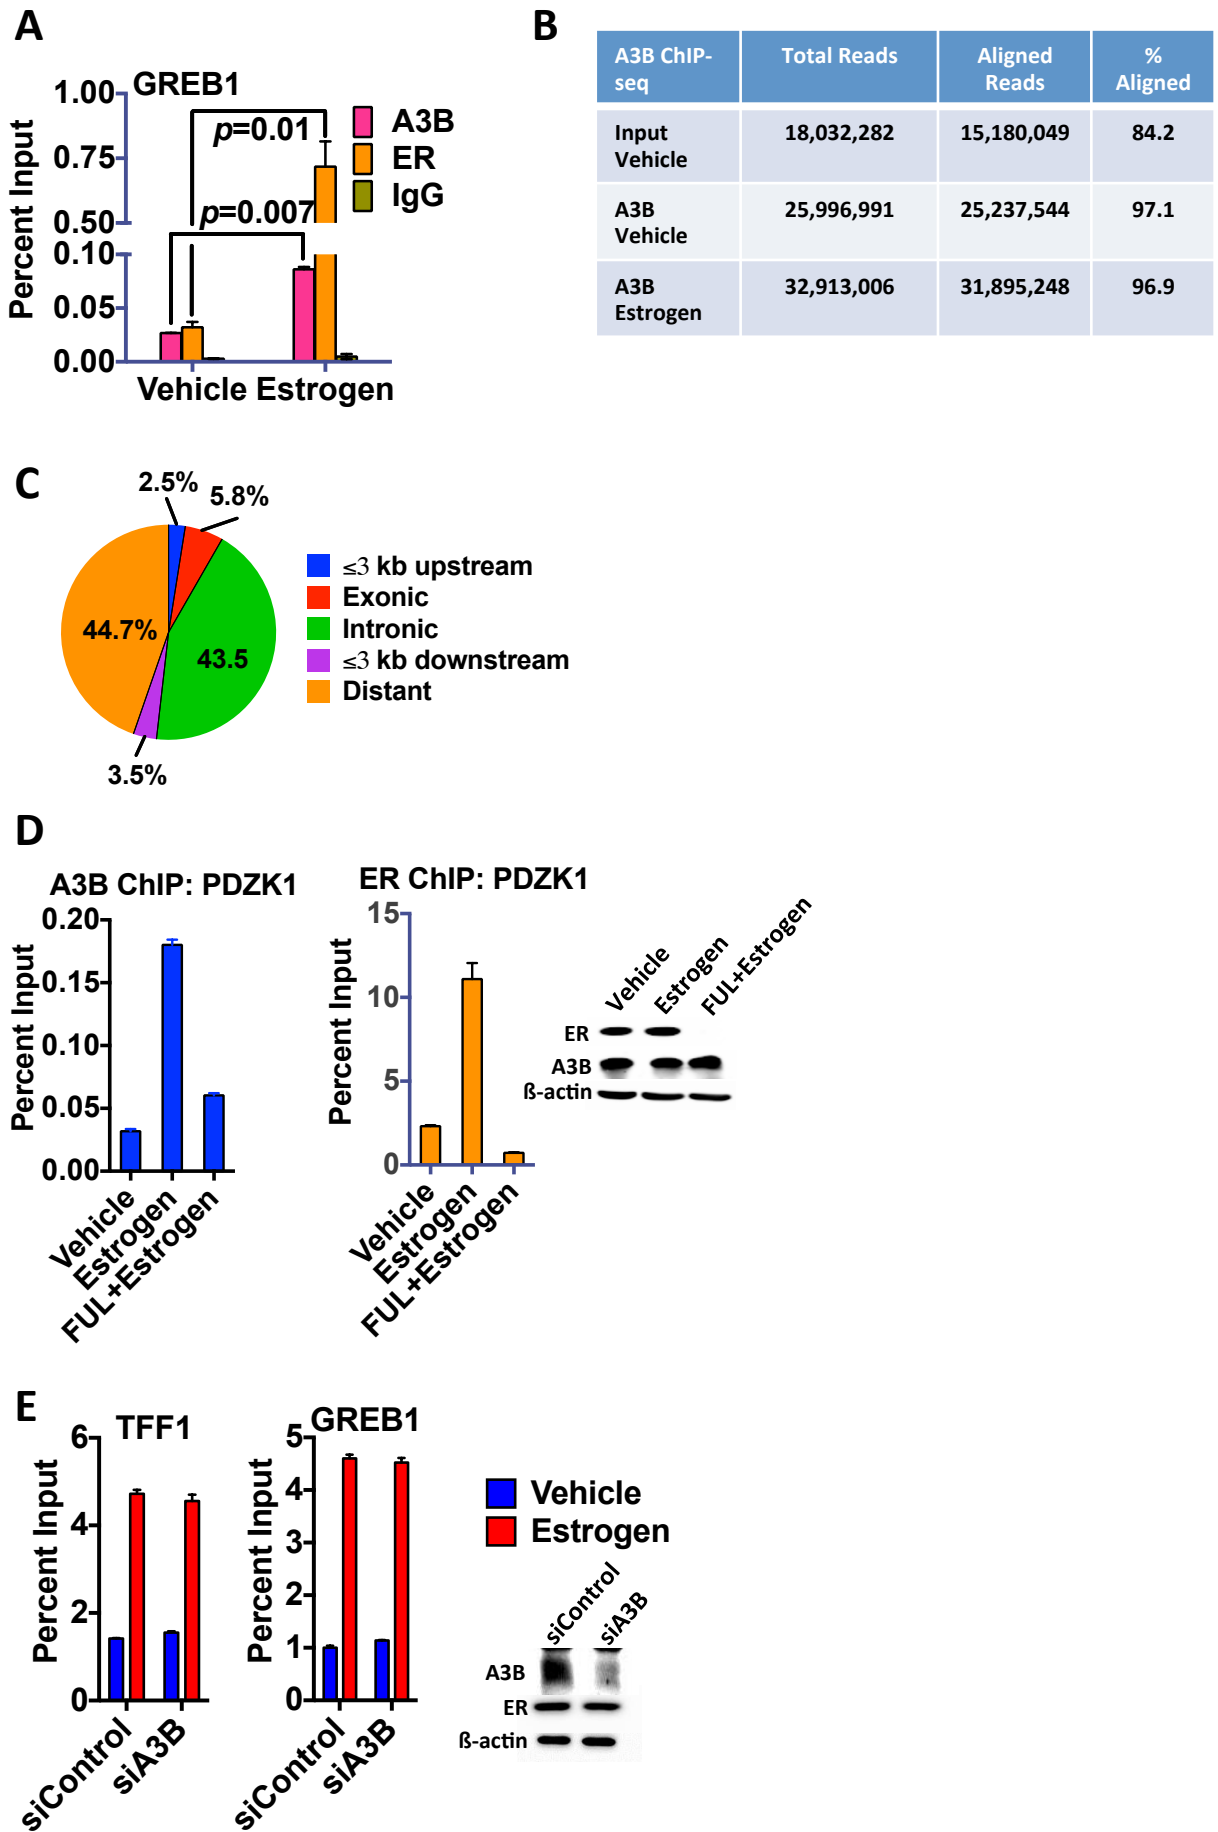 A
GREB1
1.00
0.75
0.50
0.10
0.05
0.00
Percent Input
p=0.01
p=0.007
A3B
ER
IgG
Vehicle Estrogen
B
A3B ChIP-
seq
Total Reads
Aligned
Reads
%
Aligned
Input
Vehicle
18,032,282
15,180,049
84.2
A3B
Vehicle
25,996,991
25,237,544
97.1
A3B
Estrogen
32,913,006
31,895,248
96.9
C
2.5%
5.8%
44.7%
43.5
3.5%
≤3 kb upstream
Exonic
Intronic
≤3 kb downstream
Distant
D
A3B ChIP: PDZK1
0.20
0.15
0.10
0.05
0.00
Percent Input
Vehicle
Estrogen
FUL+Estrogen
ER ChIP: PDZK1
15
10
5
0
Percent Input
Vehicle
Estrogen
FUL+Estrogen
Vehicle
Estrogen
FUL+Estrogen
ER
A3B
ß-actin
E
TFF1
6
4
2
0
Percent Input
siControl
siA3B
GREB1
5
4
3
2
1
0
Percent Input
siControl
siA3B
Vehicle
Estrogen
siControl
siA3B
A3B
ER
ß-actin